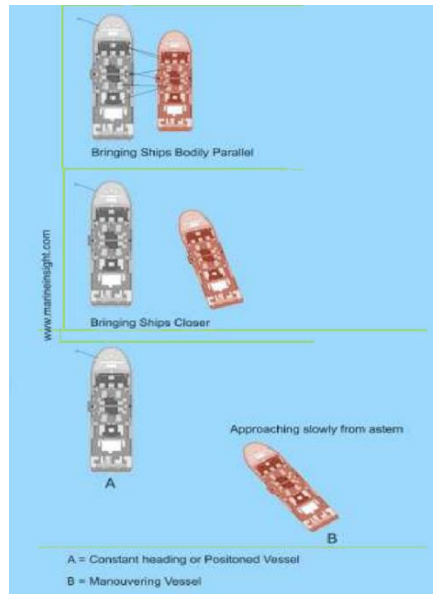 Bringing Ships Bodily Parallel
www.marineinsight.com
Bringing Ships Closer
Approaching slowly from astern
A
B
A = Constant heading or Positoned Vessel
B = Manouvering Vessel